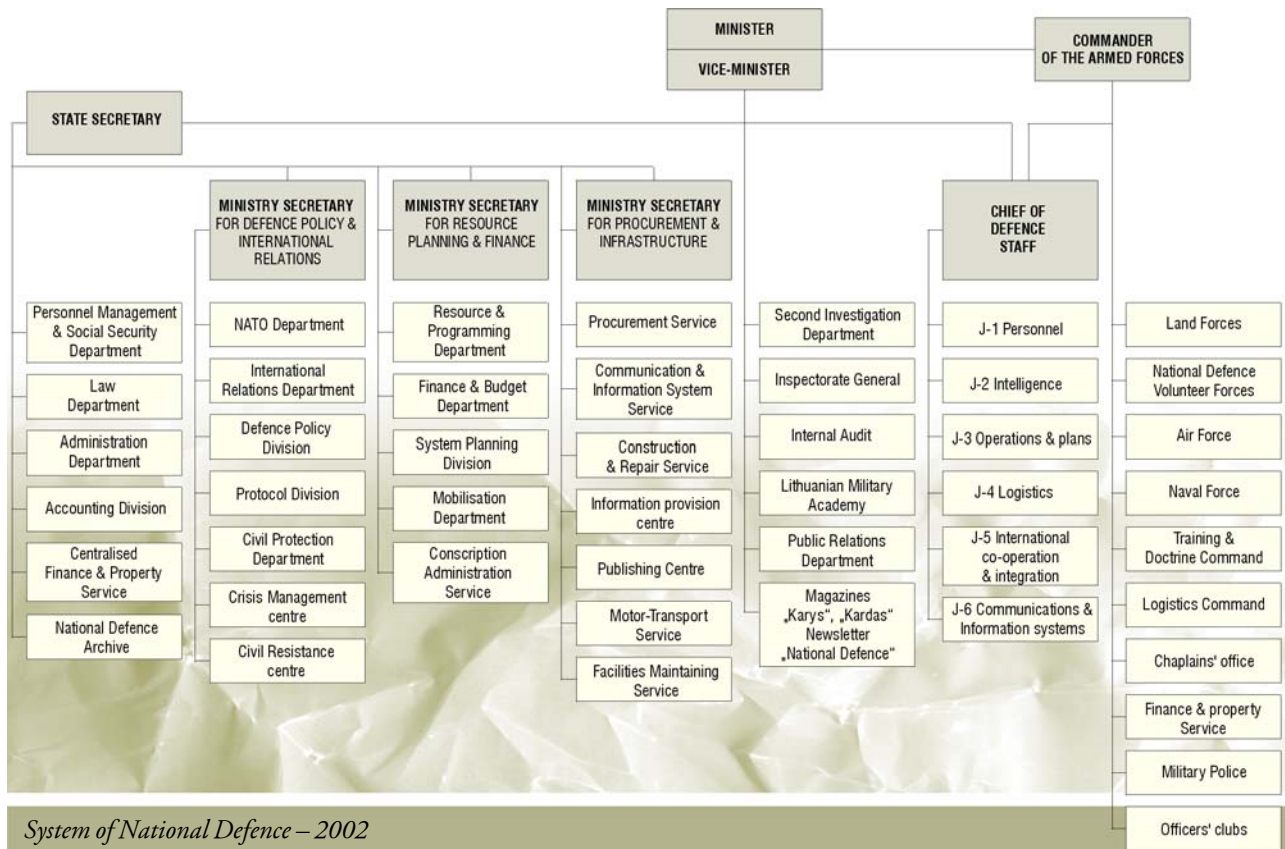 MINISTER
VICE-MINISTER
COMMANDER
OF THE ARMED FORCES
STATE SECRETARY
MINISTRY SECRETARY
FOR DEFENCE POLICY &
INTERNATIONAL
RELATIONS
MINISTRY SECRETARY
FOR RESOURCE
PLANNING & FINANCE
MINISTRY SECRETARY
FOR PROCUREMENT &
INFRASTRUCTURE
CHIEF OF
DEFENCE
STAFF
Personnel Management
& Social Security
Department
Law
Department
Administration
Department
Accounting Division
Centralised
Finance & Property
Service
National Defence
Archive
NATO Department
International
Relations Department
Defence Policy
Division
Protocol Division
Civil Protection
Department
Crisis Management
centre
Civil Resistance
centre
Resource &
Programming
Department
Finance & Budget
Department
System Planning
Division
Mobilisation
Department
Conscription
Administration
Service
Procurement Service
Communication &
Information System
Service
Construction
& Repair Service
Information provision
centre
Publishing Centre
Motor-Transport
Service
Facilities Maintaining
Service
Second Investigation
Department
Inspectorate General
Internal Audit
Lithuanian Military
Academy
Public Relations
Department
Magazines
„Karys“, „Kardas“
Newsletter
„National Defence“
J-1 Personnel
J-2 Intelligence
J-3 Operations & plans
J-4 Logistics
J-5 International
co-operation
& integration
J-6 Communications &
Information systems
Land Forces
National Defence
Volunteer Forces
Air Force
Naval Force
Training &
Doctrine Command
Logistics Command
Chaplains' office
Finance & property
Service
Military Police
Officers' clubs
System of National Defence – 2002